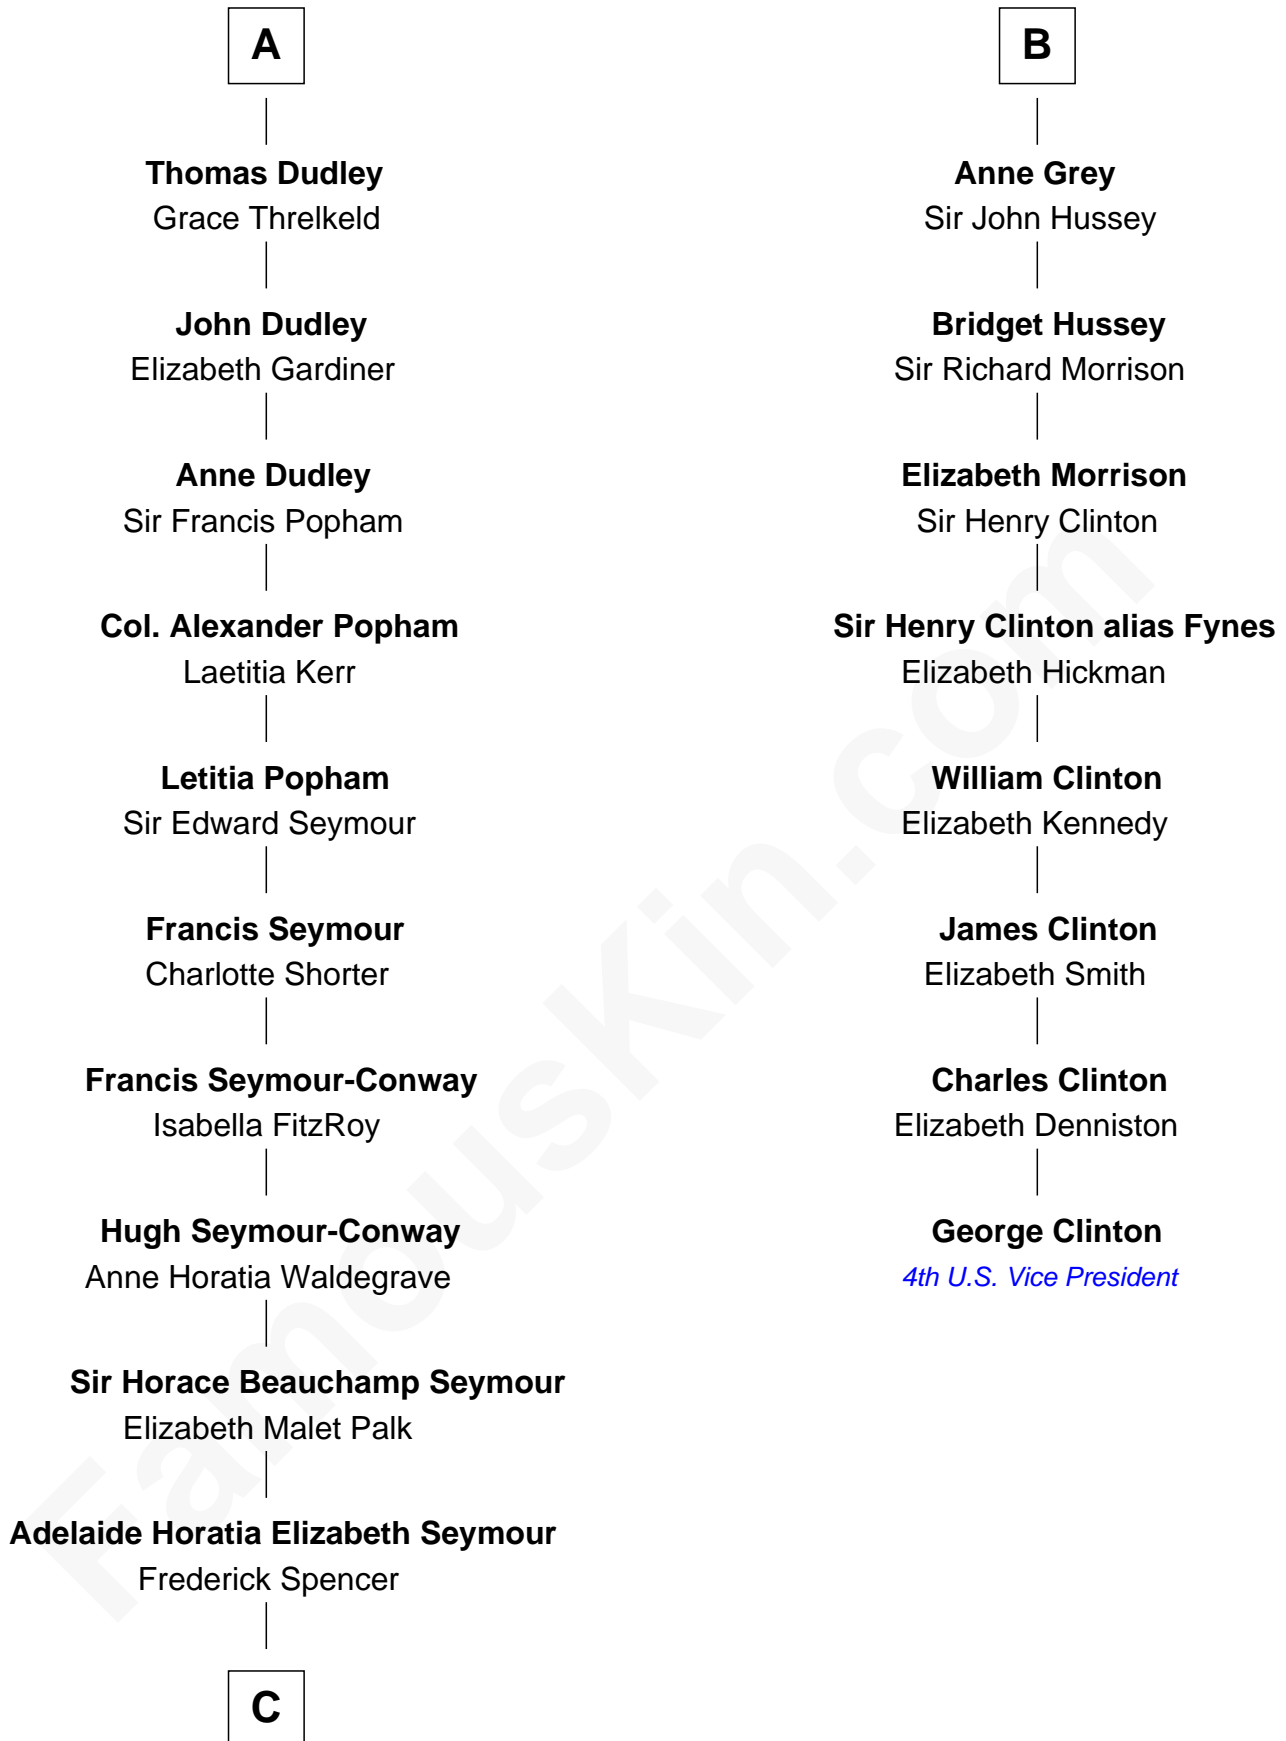 A
Thomas Dudley
Grace Threlkeld
John Dudley
Elizabeth Gardiner
Anne Dudley
Sir Francis Popham
Col. Alexander Popham
Laetitia Kerr
Letitia Popham
Sir Edward Seymour
Francis Seymour
Charlotte Shorter
Francis Seymour-Conway
Isabella FitzRoy
Hugh Seymour-Conway
Anne Horatia Waldegrave
Sir Horace Beauchamp Seymour
Elizabeth Malet Palk
Adelaide Horatia Elizabeth Seymour
Frederick Spencer
C
B
Anne Grey
Sir John Hussey
Bridget Hussey
Sir Richard Morrison
Elizabeth Morrison
Sir Henry Clinton
Sir Henry Clinton alias Fynes
Elizabeth Hickman
William Clinton
Elizabeth Kennedy
James Clinton
Elizabeth Smith
Charles Clinton
Elizabeth Denniston
George Clinton
4th U.S. Vice President
FamousKin.com